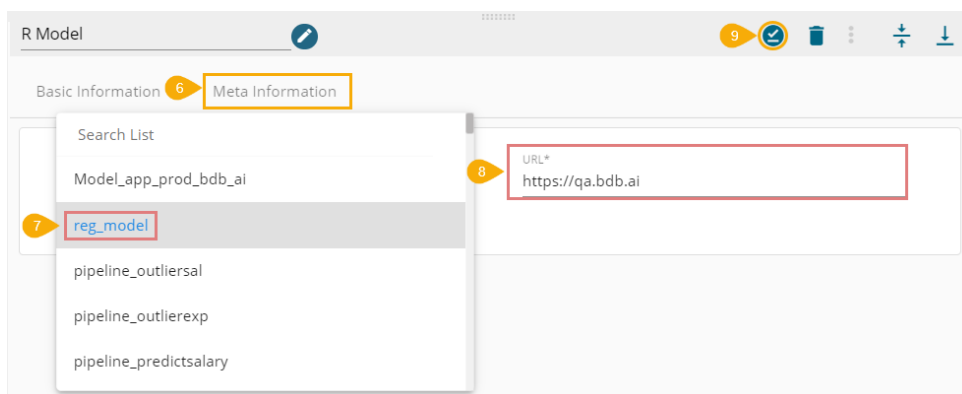 R Model
9
Basic Information
6
Meta Information
Search List
Model_app_prod_bdb_ai
7
reg_model
pipeline_outliersal
pipeline_outlierexp
pipeline_predictsalary
8
URL*
https://qa.bdb.ai